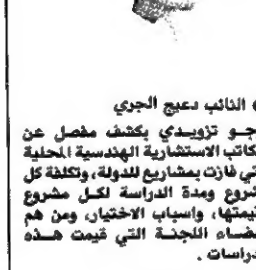 النائب دعيج الجري
تزويدي بكشف مفصل عن
الاستشارية الهندسية المحلية
فازت بمشاريع للدولة، وتكلفة كل
ومدة الدراسة لكل مشروع
واسباب الاختيار، ومن هم
اللجنة التي قيمت هذه